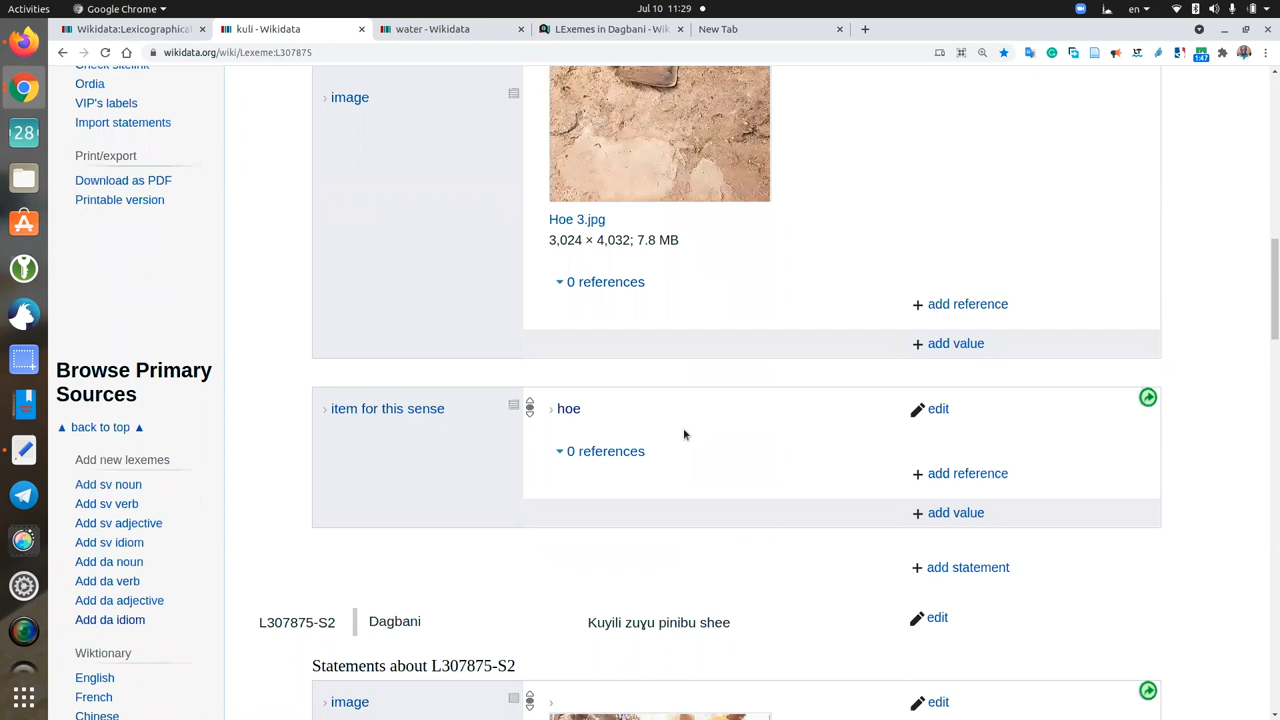 Activities
Google Chrome
Jul 10 11:29
en
Wikidata:Lexicographical
kuli - Wikidata
water - Wikidata
LExemes in Dagbani - Wik
New Tab
wikidata.org/wiki/Lexeme:L307875
1:47
28
Check sitelink
Ordia
VIP's labels
Import statements
Print/export
Download as PDF
Printable version
Browse Primary
Sources
▲ back to top ▲
Add new lexemes
Add sv noun
Add sv verb
Add sv adjective
Add sv idiom
Add da noun
Add da verb
Add da adjective
Add da idiom
Wiktionary
English
French
Chinese
image
Hoe 3.jpg
3,024 × 4,032; 7.8 MB
0 references
+ add reference
+ add value
item for this sense
hoe
edit
0 references
+ add reference
+ add value
+ add statement
L307875-S2
Dagbani
Kuyili zuɣu pinibu shee
edit
Statements about L307875-S2
image
edit